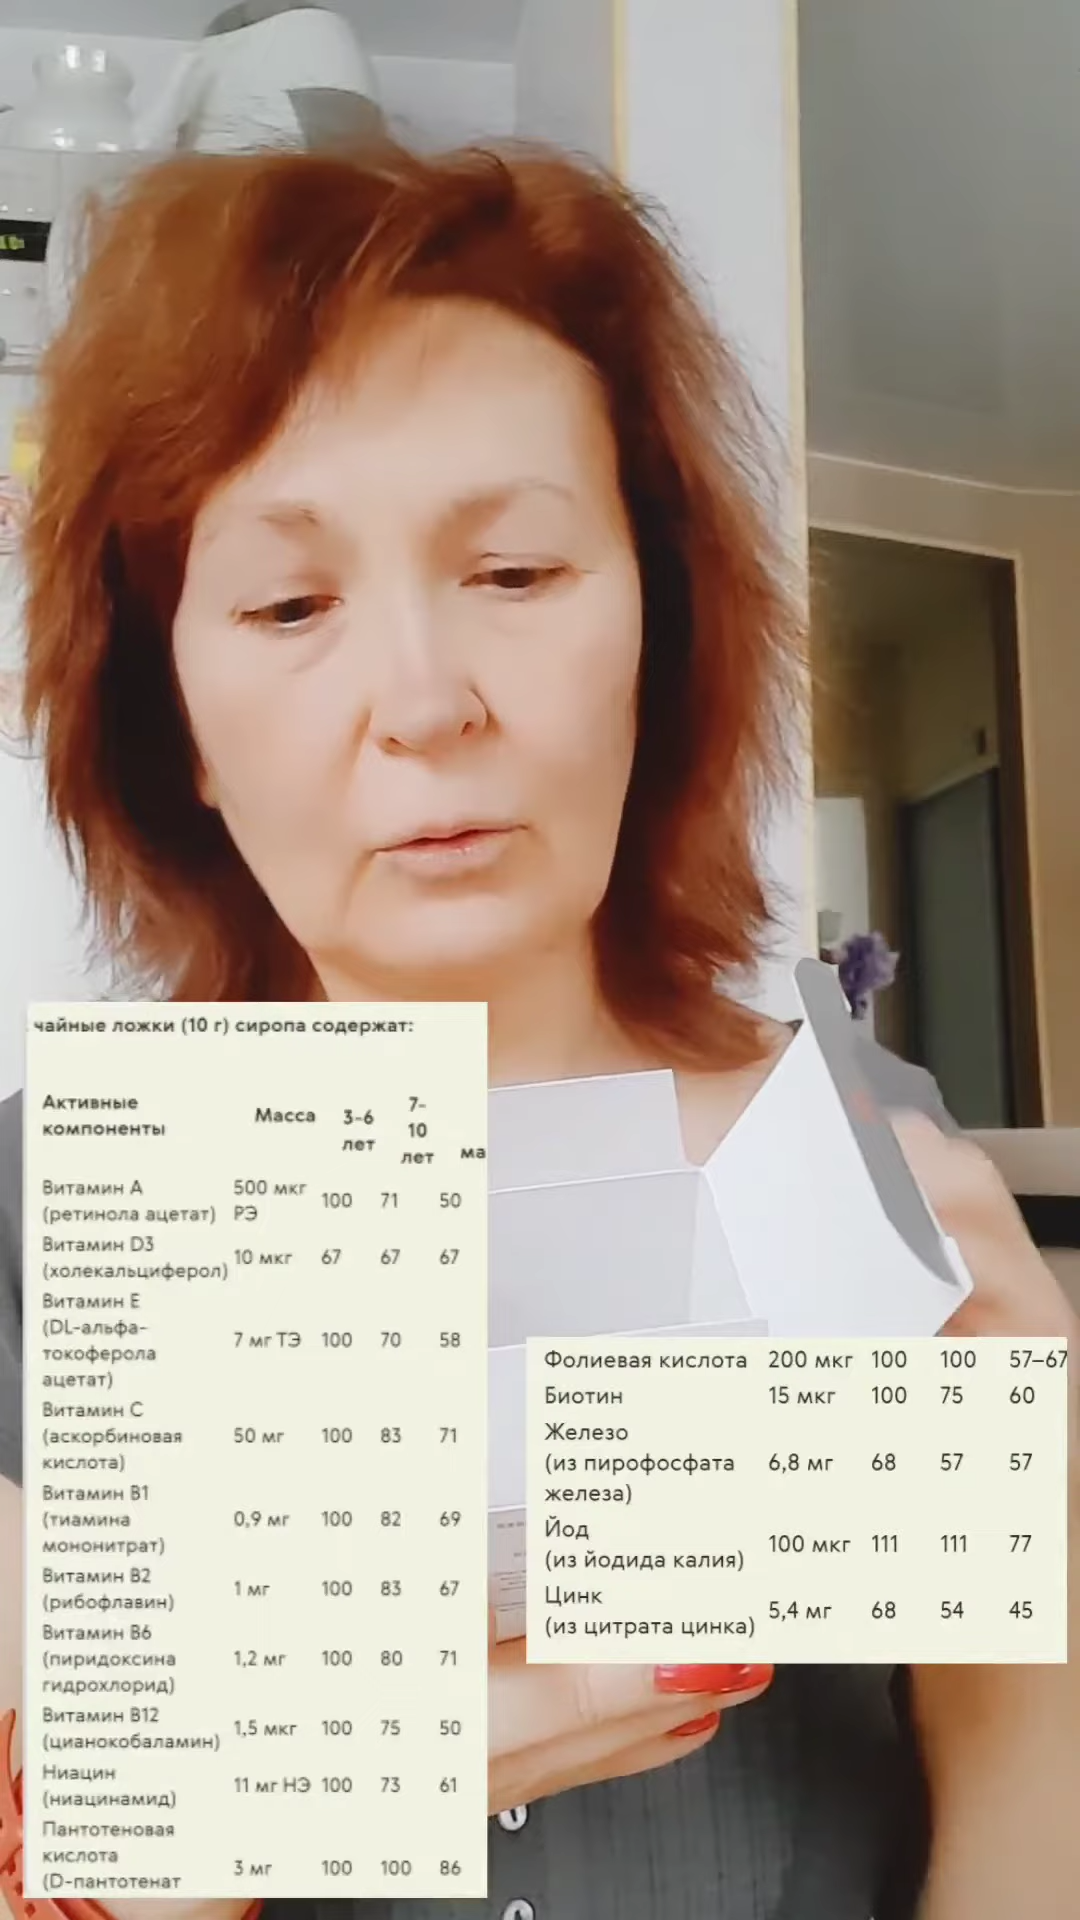 чайные ложки (10 г) сиропа содержат:
Активные компоненты Масса 3-6 лет 7-10 лет
Витамин А (ретинола ацетат) 500 мкг РЭ 100 71 50
Витамин D3 (холекальциферол) 10 мкг 67 67 67
Витамин Е (DL-альфа-токоферола ацетат) 7 мг ТЭ 100 70 58
Витамин С (аскорбиновая кислота) 50 мг 100 83 71
Витамин В1 (тиамина мононитрат) 0,9 мг 100 82 69
Витамин В2 (рибофлавин) 1 мг 100 83 67
Витамин В6 (пиридоксина гидрохлорид) 1,2 мг 100 80 71
Витамин В12 (цианокобаламин) 1,5 мкг 100 75 50
Ниацин (ниацинамид) 11 мг НЭ 100 73 61
Пантотеновая кислота (D-пантотенат 3 мг 100 100 86
Фолиевая кислота 200 мкг 100 100 57–67
Биотин 15 мкг 100 75 60
Железо (из пирофосфата железа) 6,8 мг 68 57 57
Йод (из йодида калия) 100 мкг 111 111 77
Цинк (из цитрата цинка) 5,4 мг 68 54 45